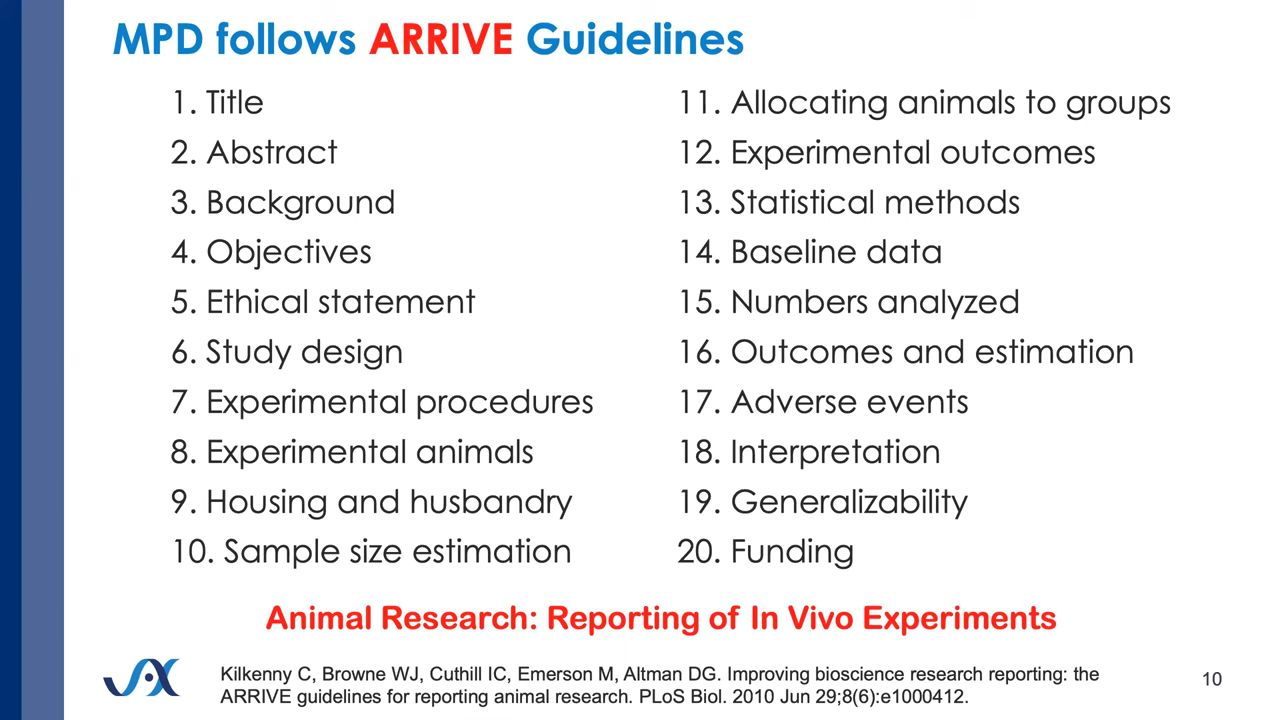 MPD follows ARRIVE Guidelines
1. Title
2. Abstract
3. Background
4. Objectives
5. Ethical statement
6. Study design
7. Experimental procedures
8. Experimental animals
9. Housing and husbandry
10. Sample size estimation
11. Allocating animals to groups
12. Experimental outcomes
13. Statistical methods
14. Baseline data
15. Numbers analyzed
16. Outcomes and estimation
17. Adverse events
18. Interpretation
19. Generalizability
20. Funding
Animal Research: Reporting of In Vivo Experiments
JAX
Kilkenny C, Browne WJ, Cuthill IC, Emerson M, Altman DG. Improving bioscience research reporting: the
ARRIVE guidelines for reporting animal research. PLoS Biol. 2010 Jun 29;8(6):e1000412.
10